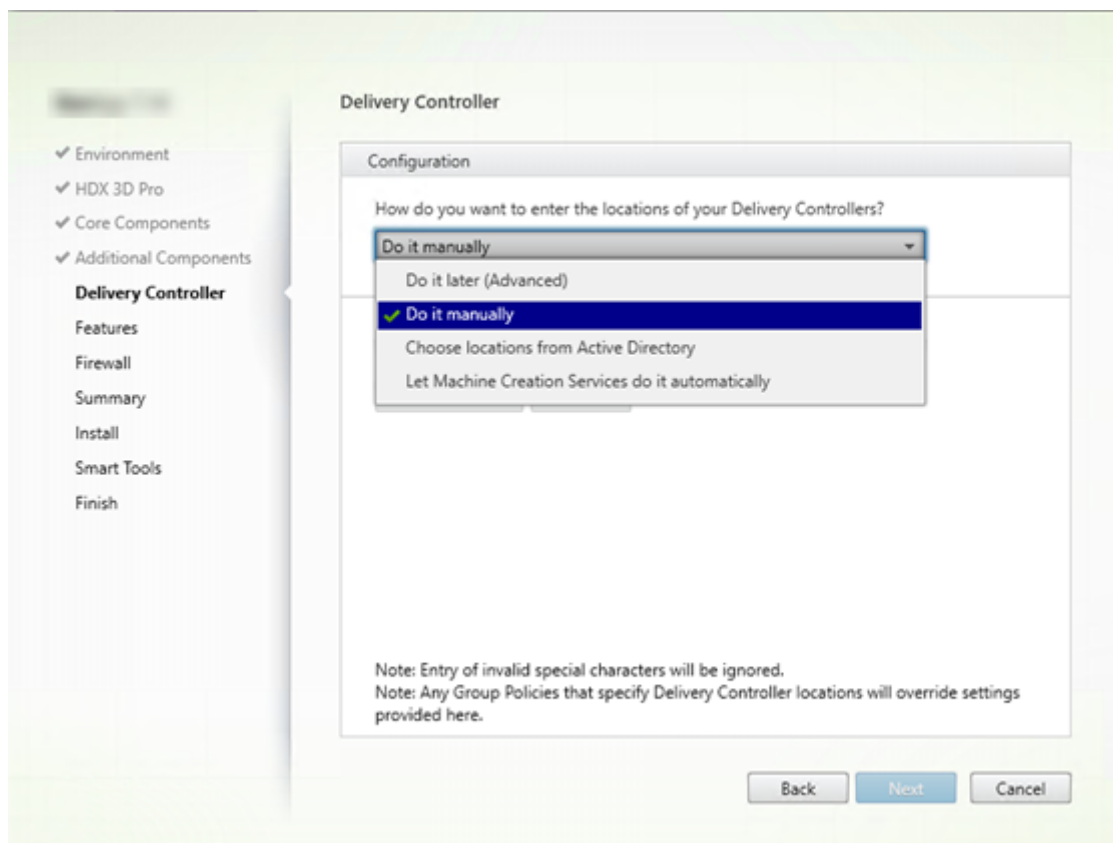 Delivery Controller
Environment
HDX 3D Pro
Core Components
Additional Components
Delivery Controller
Features
Firewall
Summary
Install
Smart Tools
Finish
Configuration
How do you want to enter the locations of your Delivery Controllers?
Do it manually
Do it later (Advanced)
Do it manually
Choose locations from Active Directory
Let Machine Creation Services do it automatically
Note: Entry of invalid special characters will be ignored.
Note: Any Group Policies that specify Delivery Controller locations will override settings
provided here.
Back
Next
Cancel